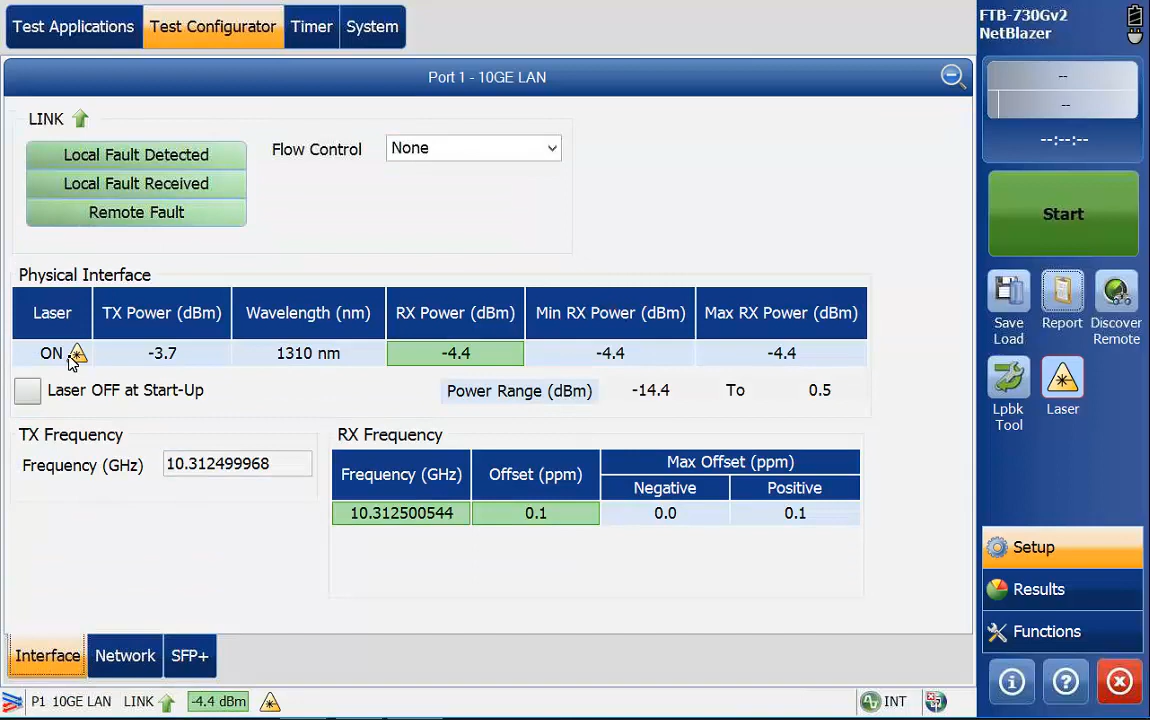 Test Applications
Test Configurator
Timer
System
FTB-730Gv2
NetBlazer
Port 1 - 10GE LAN
--
--
--:--:--
LINK
Local Fault Detected
Local Fault Received
Remote Fault
Flow Control
None
Start
Physical Interface
Laser
TX Power (dBm)
Wavelength (nm)
RX Power (dBm)
Min RX Power (dBm)
Max RX Power (dBm)
ON
-3.7
1310 nm
-4.4
-4.4
-4.4
Laser OFF at Start-Up
Power Range (dBm)
-14.4
To
0.5
Save
Load
Report
Discover
Remote
Lpbk
Tool
Laser
TX Frequency
Frequency (GHz)
10.312499968
RX Frequency
Frequency (GHz)
Offset (ppm)
Max Offset (ppm)
Negative
Positive
10.312500544
0.1
0.0
0.1
Setup
Results
Functions
Interface
Network
SFP+
P1 10GE LAN
LINK
-4.4 dBm
INT